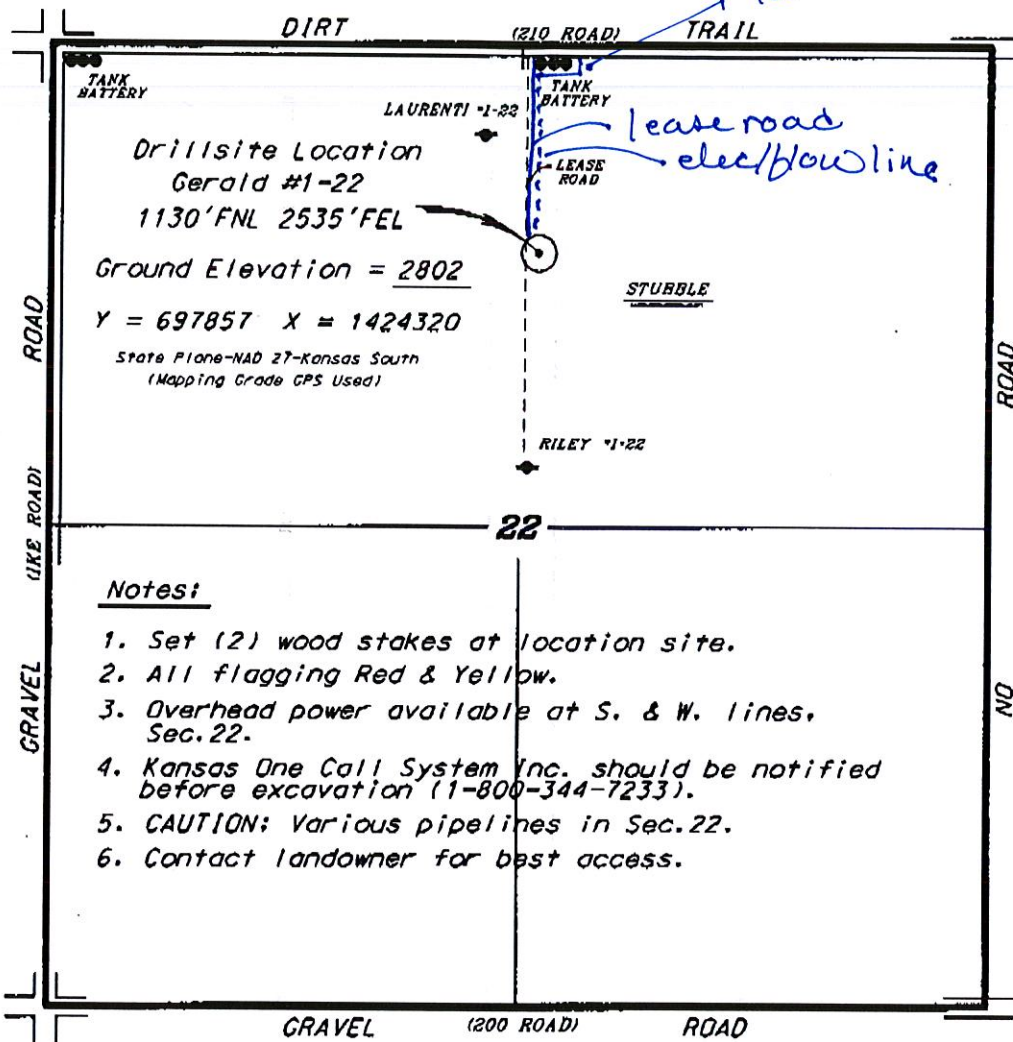 DIRT (210 ROAD) TRAIL
TANK
BATTERY
TANK
BATTERY
LAURENTI #1-22
lease road
elec/flowline
LEASE
ROAD
Drillsite Location
Gerald #1-22
1130'FNL 2535'FEL
Ground Elevation = 2802
Y = 697857 X = 1424320
State Plane-NAD 27-Kansas South
(Mapping Grade GPS Used)
STUBBLE
RILEY #1-22
22
GRAVEL (IKE ROAD) ROAD
NO ROAD
Notes:
1. Set (2) wood stakes at location site.
2. All flagging Red & Yellow.
3. Overhead power available at S. & W. lines,
Sec.22.
4. Kansas One Call System Inc. should be notified
before excavation (1-800-344-7233).
5. CAUTION: Various pipelines in Sec.22.
6. Contact landowner for best access.
GRAVEL (200 ROAD) ROAD